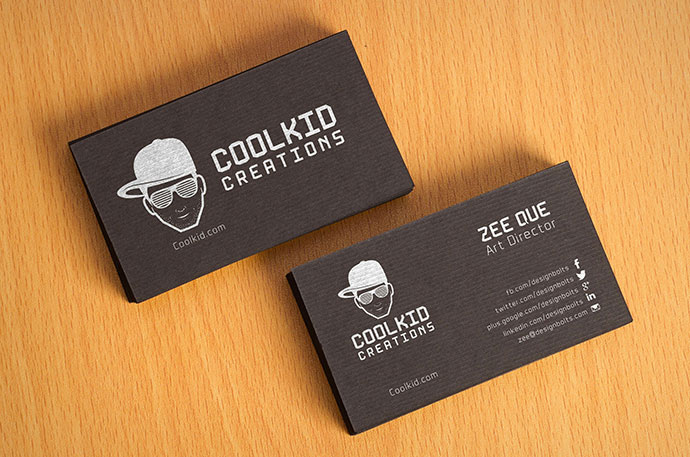 COOLKID
CREATIONS
Coolkid.com
ZEE QUE
Art Director
fb.com/designbolts
twitter.com/designbolts
plus.google.com/designbolts
linkedin.com/designbolts
zee@designbolts.com
COOLKID
CREATIONS
Coolkid.com